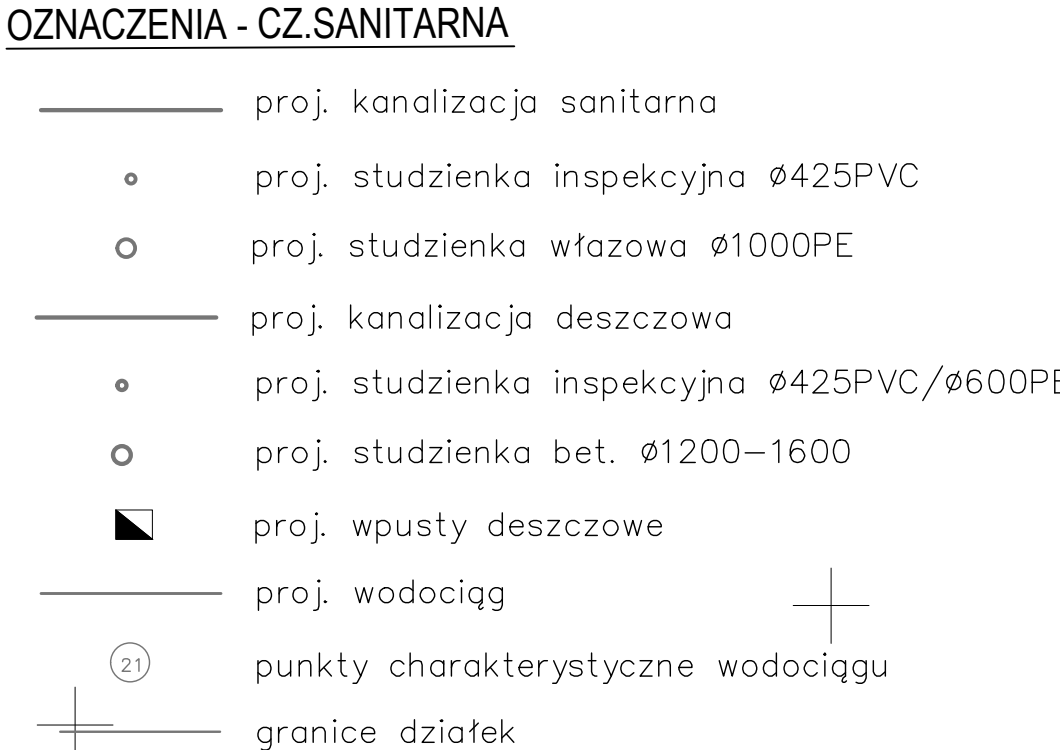 OZNACZENIA - CZ.SANITARNA
proj. kanalizacja sanitarna
proj. studzienka inspekcyjna ø425PVC
proj. studzienka włazowa ø1000PE
proj. kanalizacja deszczowa
proj. studzienka inspekcyjna ø425PVC/ø600PE
proj. studzienka bet. ø1200–1600
proj. wpusty deszczowe
proj. wodociąg
21 punkty charakterystyczne wodociągu
granice działek